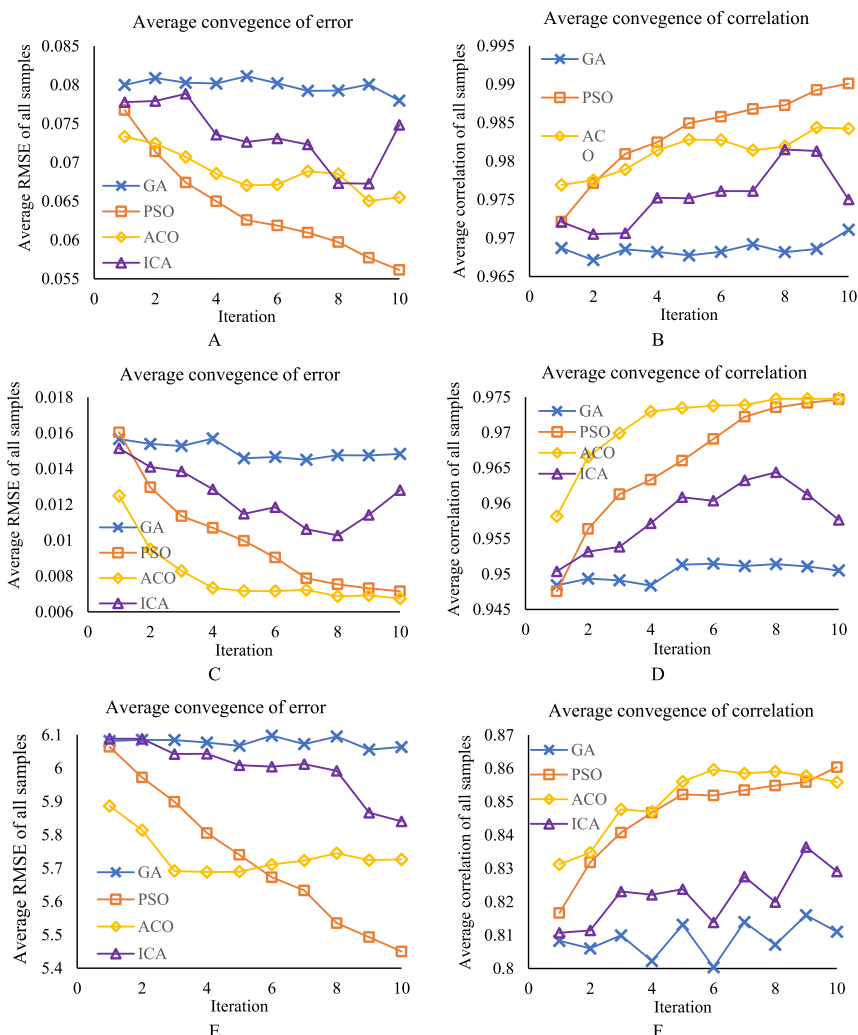 Average convegence of error
Average RMSE of all samples
0.085
0.08
0.075
0.07
0.065
0.06
0.055
GA
PSO
ACO
ICA
0
2
4
6
8
10
Iteration
A
Average convegence of correlation
Average correlation of all samples
0.995
0.99
0.985
0.98
0.975
0.97
0.965
GA
PSO
AC
O
ICA
0
2
4
6
8
10
Iteration
B
Average convegence of error
Average RMSE of all samples
0.018
0.016
0.014
0.012
0.01
0.008
0.006
GA
PSO
ACO
ICA
0
2
4
6
8
10
Iteration
C
Average convegence of correlation
Average correlation of all samples
0.975
0.97
0.965
0.96
0.955
0.95
0.945
GA
PSO
ACO
ICA
0
2
4
6
8
10
Iteration
D
Average convegence of error
Average RMSE of all samples
6.1
6
5.9
5.8
5.7
5.6
5.5
5.4
GA
PSO
ACO
ICA
0
2
4
6
8
10
Iteration
E
Average convegence of correlation
Average correlation of all samples
0.87
0.86
0.85
0.84
0.83
0.82
0.81
0.8
GA
PSO
ACO
ICA
0
2
4
6
8
10
Iteration
F